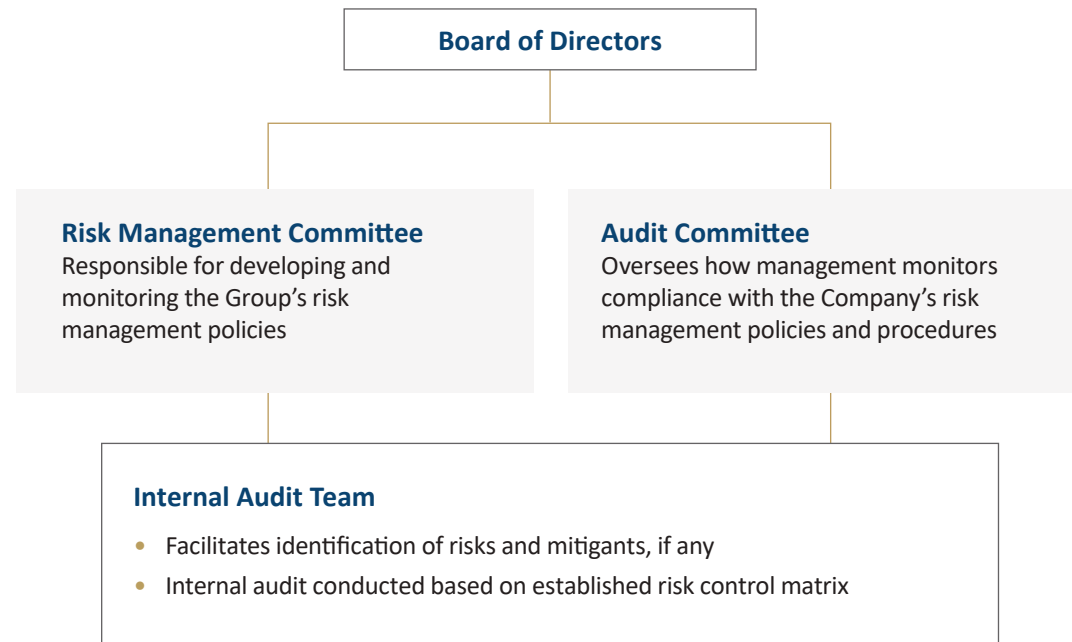 Board of Directors
Risk Management Committee
Responsible for developing and
monitoring the Group’s risk
management policies
Audit Committee
Oversees how management monitors
compliance with the Company’s risk
management policies and procedures
Internal Audit Team
• Facilitates identification of risks and mitigants, if any
• Internal audit conducted based on established risk control matrix